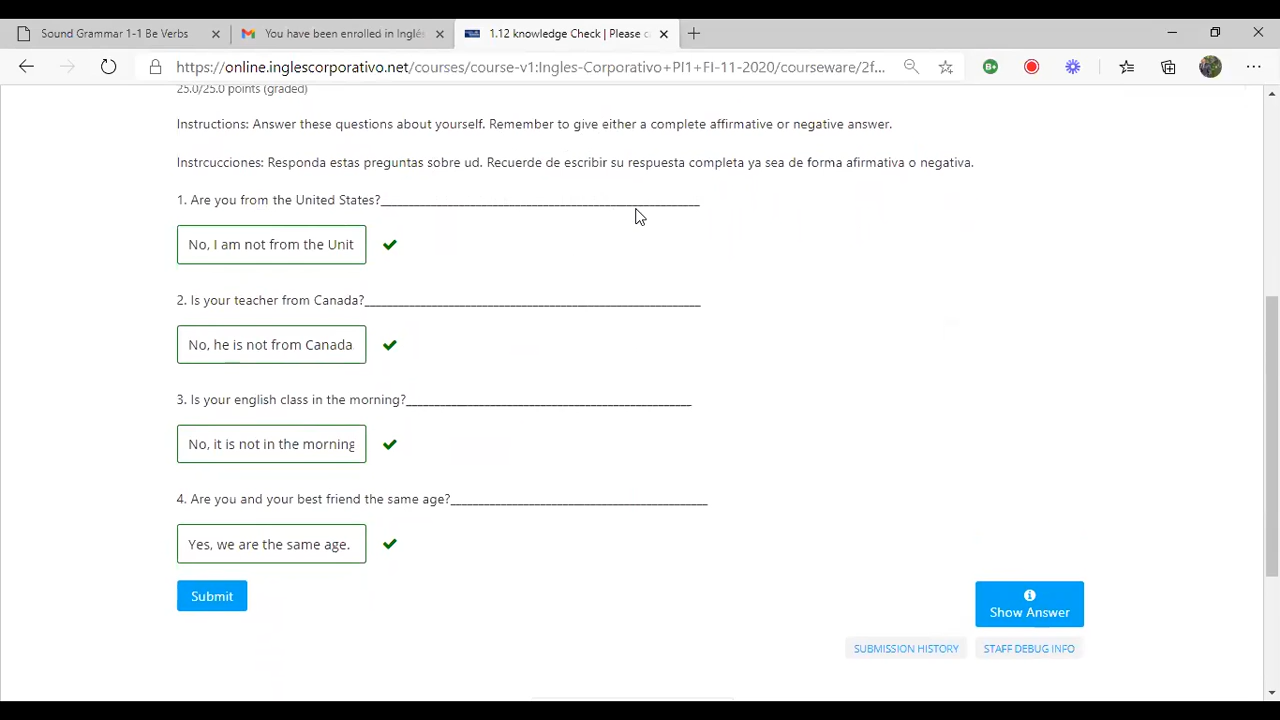 Sound Grammar 1-1 Be Verbs
You have been enrolled in Inglés
1.12 knowledge Check | Please c
https://online.inglescorporativo.net/courses/course-v1:Ingles-Corporativo+PI1+FI-11-2020/courseware/2f...
25.0/25.0 points (graded)
Instructions: Answer these questions about yourself. Remember to give either a complete affirmative or negative answer.
Instrucciones: Responda estas preguntas sobre ud. Recuerde de escribir su respuesta completa ya sea de forma afirmativa o negativa.
1. Are you from the United States?
No, I am not from the Unit
2. Is your teacher from Canada?
No, he is not from Canada
3. Is your english class in the morning?
No, it is not in the morning
4. Are you and your best friend the same age?
Yes, we are the same age.
Submit
Show Answer
SUBMISSION HISTORY
STAFF DEBUG INFO